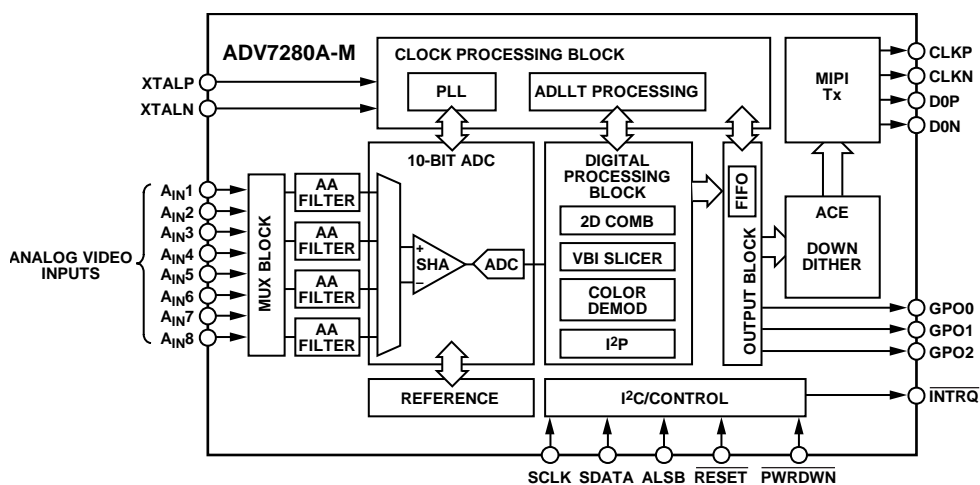 ADV7280A-M
CLOCK PROCESSING BLOCK
PLL
ADLLT PROCESSING
XTALP
XTALN
MIPI
Tx
CLKP
CLKN
D0P
D0N
10-BIT ADC
DIGITAL
PROCESSING
BLOCK
2D COMB
VBI SLICER
COLOR
DEMOD
I²P
FIFO
OUTPUT BLOCK
ACE
DOWN
DITHER
ANALOG VIDEO
INPUTS
AIN1
AIN2
AIN3
AIN4
AIN5
AIN6
AIN7
AIN8
MUX BLOCK
AA
FILTER
AA
FILTER
AA
FILTER
AA
FILTER
+
SHA
–
ADC
GPO0
GPO1
GPO2
REFERENCE
I²C/CONTROL
INTRQ
SCLK
SDATA
ALSB
RESET
PWRDWN